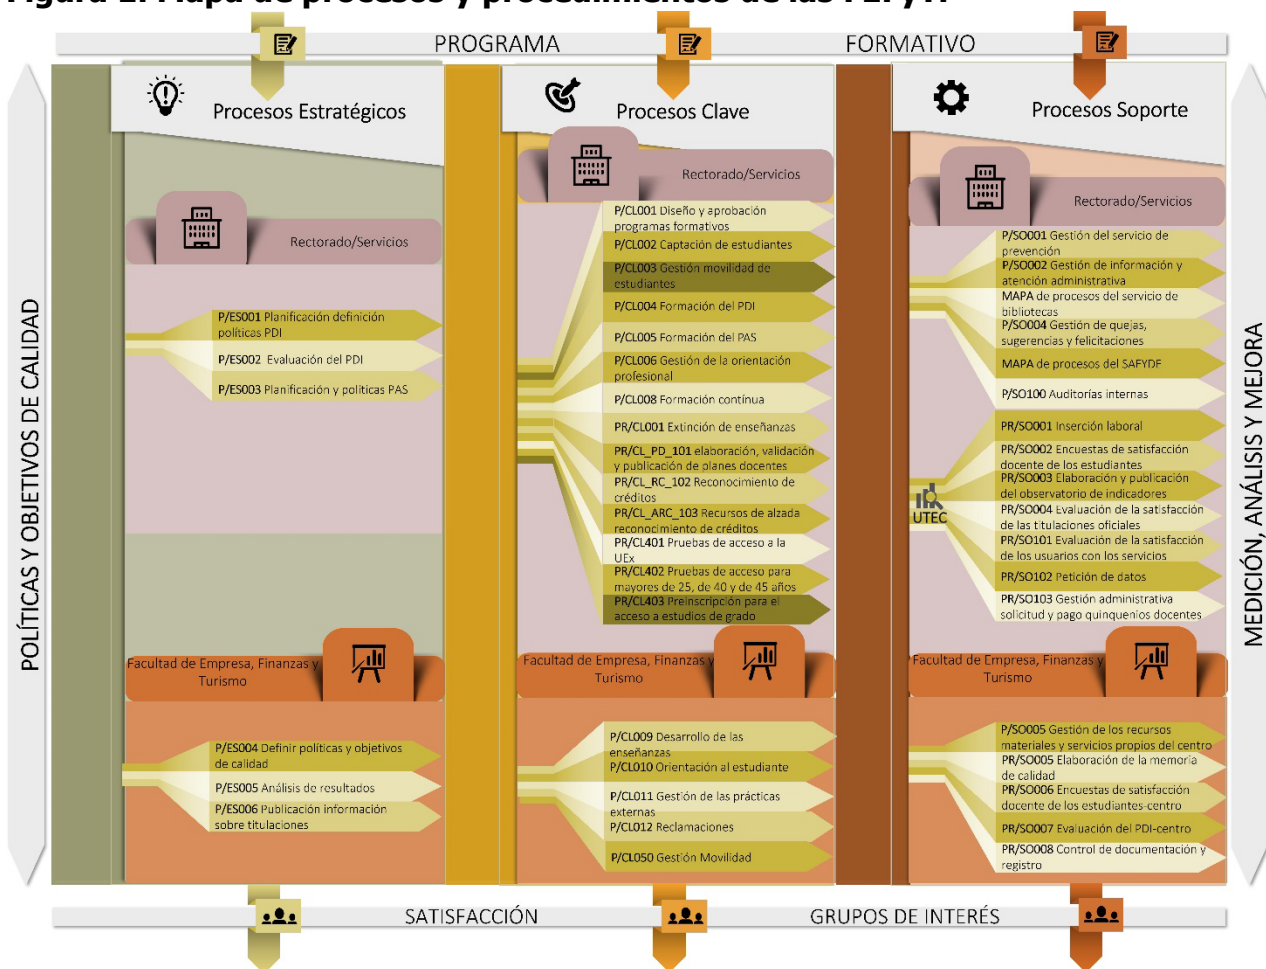 PROGRAMA FORMATIVO
POLÍTICAS Y OBJETIVOS DE CALIDAD
Procesos Estratégicos
Rectorado/Servicios
P/ES001 Planificación definición
políticas PDI
P/ES002 Evaluación del PDI
P/ES003 Planificación y políticas PAS
Facultad de Empresa, Finanzas y
Turismo
P/ES004 Definir políticas y objetivos
de calidad
P/ES005 Análisis de resultados
P/ES006 Publicación información
sobre titulaciones
Procesos Clave
Rectorado/Servicios
P/CL001 Diseño y aprobación
programas formativos
P/CL002 Captación de estudiantes
P/CL003 Gestión movilidad de
estudiantes
P/CL004 Formación del PDI
P/CL005 Formación del PAS
P/CL006 Gestión de la orientación
profesional
P/CL008 Formación contínua
PR/CL001 Extinción de enseñanzas
PR/CL_PD_101 elaboración, validación
y publicación de planes docentes
PR/CL_RC_102 Reconocimiento de
créditos
PR/CL_ARC_103 Recursos de alzada
reconocimiento de créditos
PR/CL401 Pruebas de acceso a la
UEx
PR/CL402 Pruebas de acceso para
mayores de 25, de 40 y de 45 años
PR/CL403 Preinscripción para el
acceso a estudios de grado
Facultad de Empresa, Finanzas y
Turismo
P/CL009 Desarrollo de las
enseñanzas
P/CL010 Orientación al estudiante
P/CL011 Gestión de las prácticas
externas
P/CL012 Reclamaciones
P/CL050 Gestión Movilidad
Procesos Soporte
Rectorado/Servicios
P/SO001 Gestión del servicio de
prevención
P/SO002 Gestión de información y
atención administrativa
MAPA de procesos del servicio de
bibliotecas
P/SO004 Gestión de quejas,
sugerencias y felicitaciones
MAPA de procesos del SAFYDE
P/SO100 Auditorías internas
UTEC
PR/SO001 Inserción laboral
PR/SO002 Encuestas de satisfacción
docente de los estudiantes
PR/SO003 Elaboración y publicación
del observatorio de indicadores
PR/SO004 Evaluación de la satisfacción
de las titulaciones oficiales
PR/SO101 Evaluación de la satisfacción
de los usuarios con los servicios
PR/SO102 Petición de datos
PR/SO103 Gestión administrativa
solicitud y pago quinquenios docentes
Facultad de Empresa, Finanzas y
Turismo
P/SO005 Gestión de los recursos
materiales y servicios propios del centro
PR/SO005 Elaboración de la memoria
de calidad
PR/SO006 Encuestas de satisfacción
docente de los estudiantes-centro
PR/SO007 Evaluación del PDI-centro
PR/SO008 Control de documentación y
registro
MEDICIÓN, ANÁLISIS Y MEJORA
SATISFACCIÓN GRUPOS DE INTERÉS